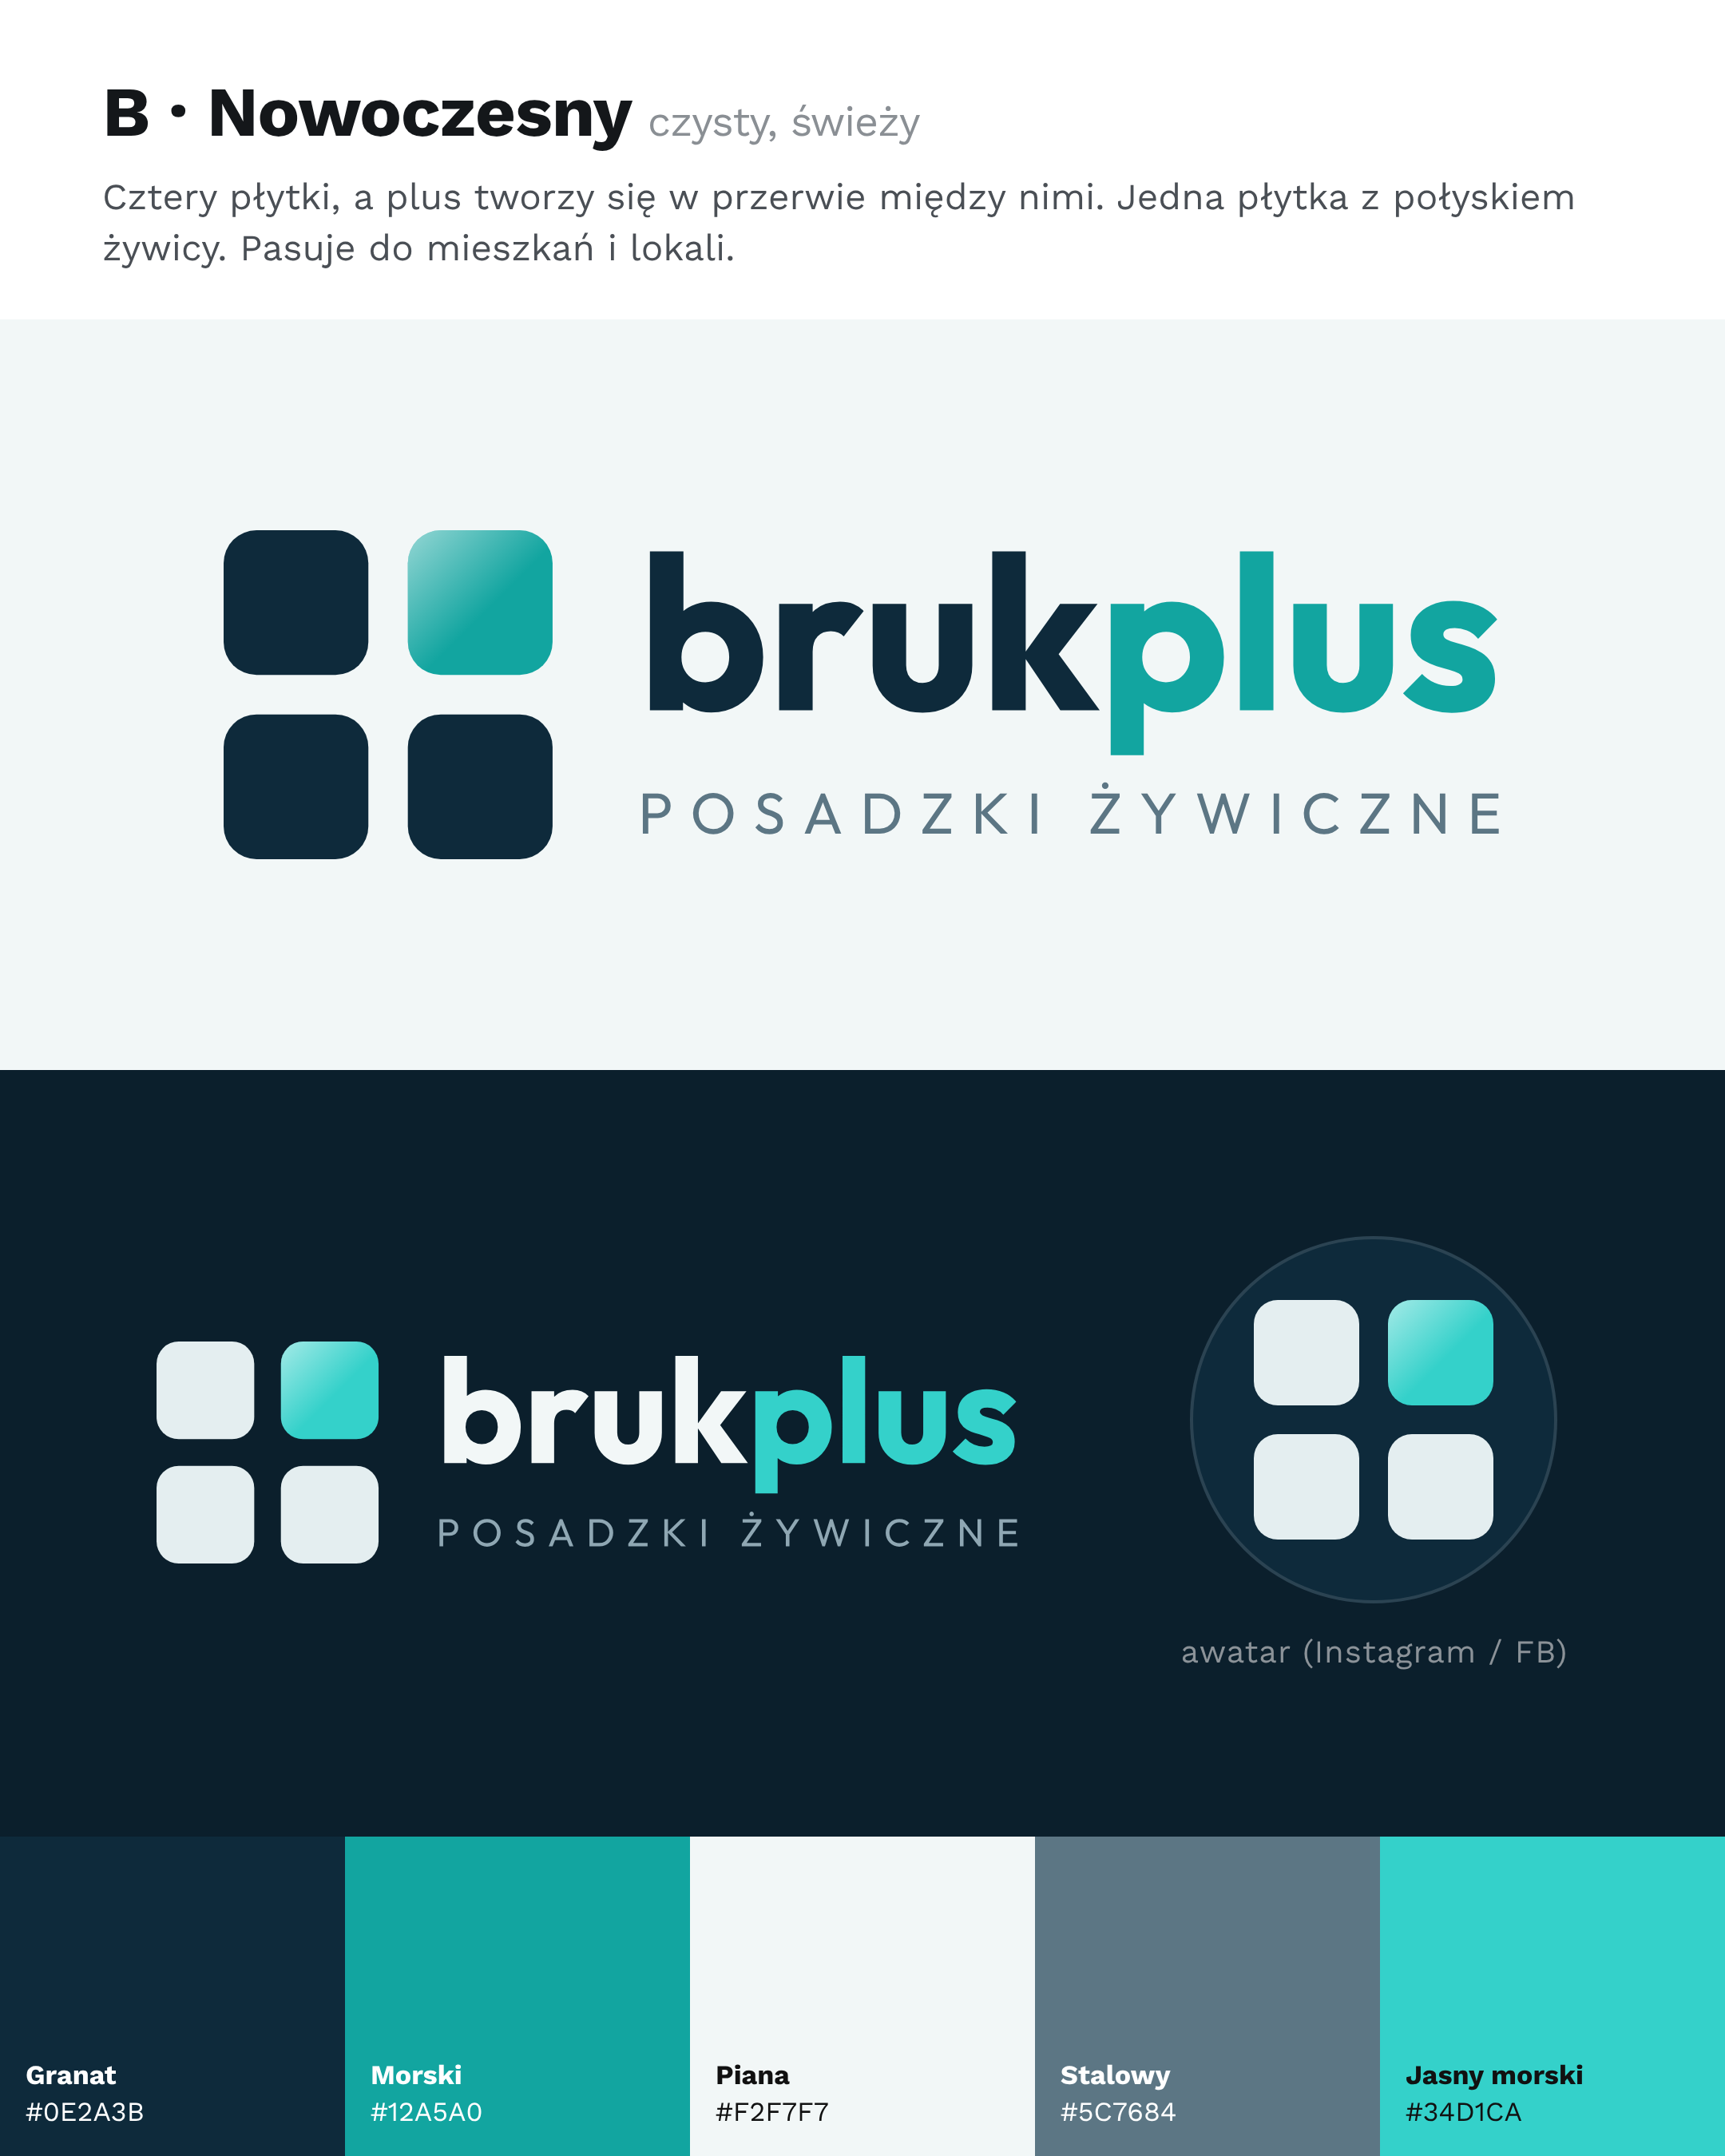 B · Nowoczesny czysty, świeży
Cztery płytki, a plus tworzy się w przerwie między nimi. Jedna płytka z połyskiem
żywicy. Pasuje do mieszkań i lokali.
brukplus
POSADZKI ŻYWICZNE
brukplus
POSADZKI ŻYWICZNE
awatar (Instagram / FB)
Granat
#0E2A3B
Morski
#12A5A0
Piana
#F2F7F7
Stalowy
#5C7684
Jasny morski
#34D1CA